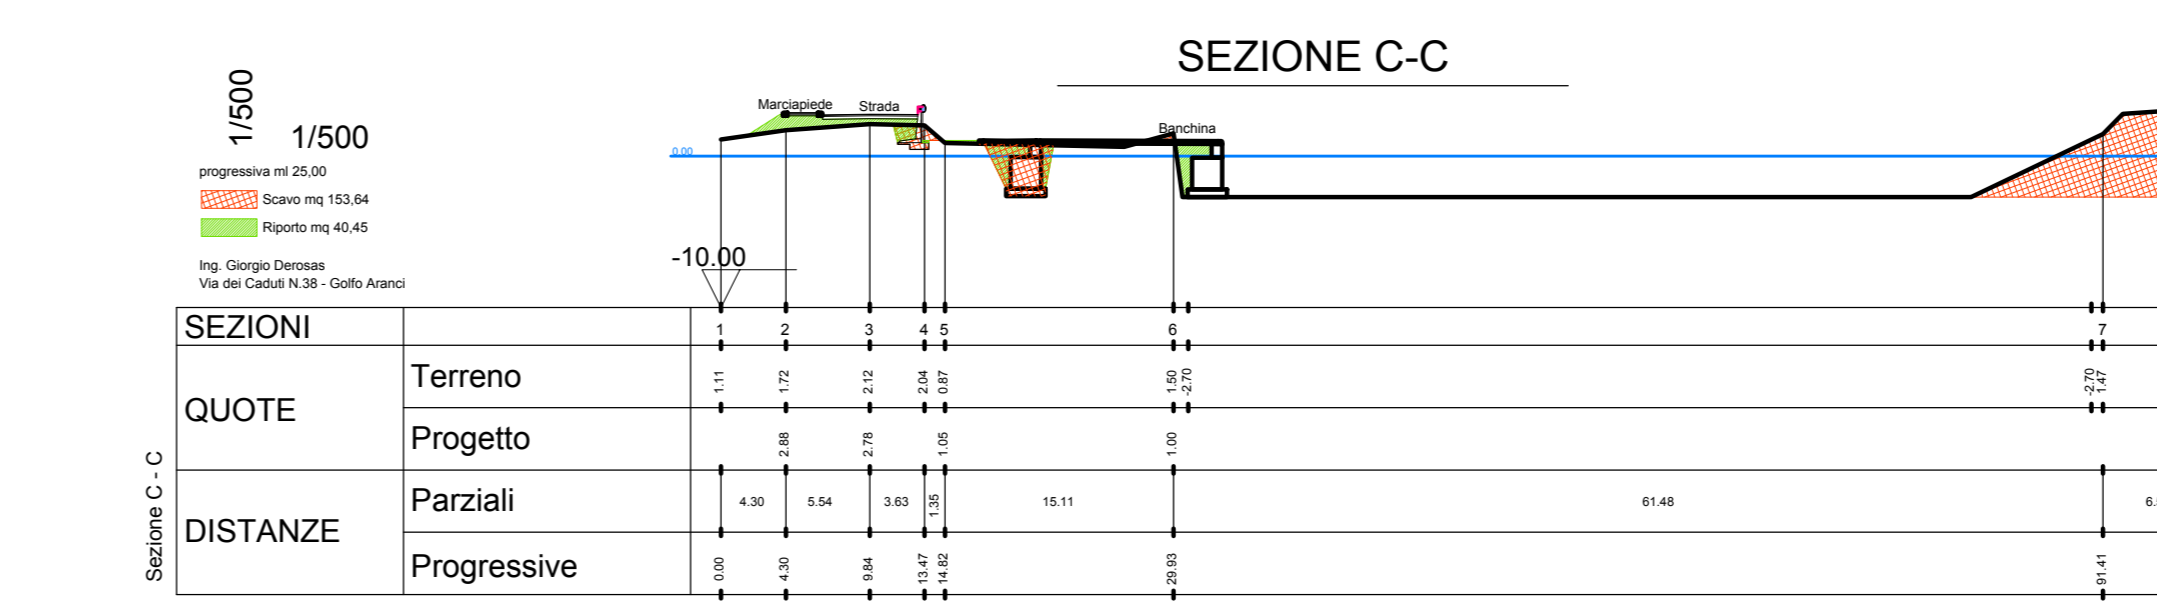 SEZIONE C-C
1/500
1/500
Marciapiede
Strada
Banchina
0.00
progressiva ml 25,00
Scavo mq 153,64
Riporto mq 40,45
Ing. Giorgio Derosas
Via dei Caduti N.38 - Golfo Aranci
-10.00
Sezione C - C
SEZIONI 1 2 3 4 5 6 7
QUOTE
Terreno 1.11 1.72 2.12 2.04 0.87 1.50 -2.70 -2.70 1.47
Progetto 2.88 2.78 1.05 1.00
DISTANZE
Parziali 4.30 5.54 3.63 1.35 15.11 61.48
Progressive 0.00 4.30 9.84 13.47 14.82 29.93 91.41